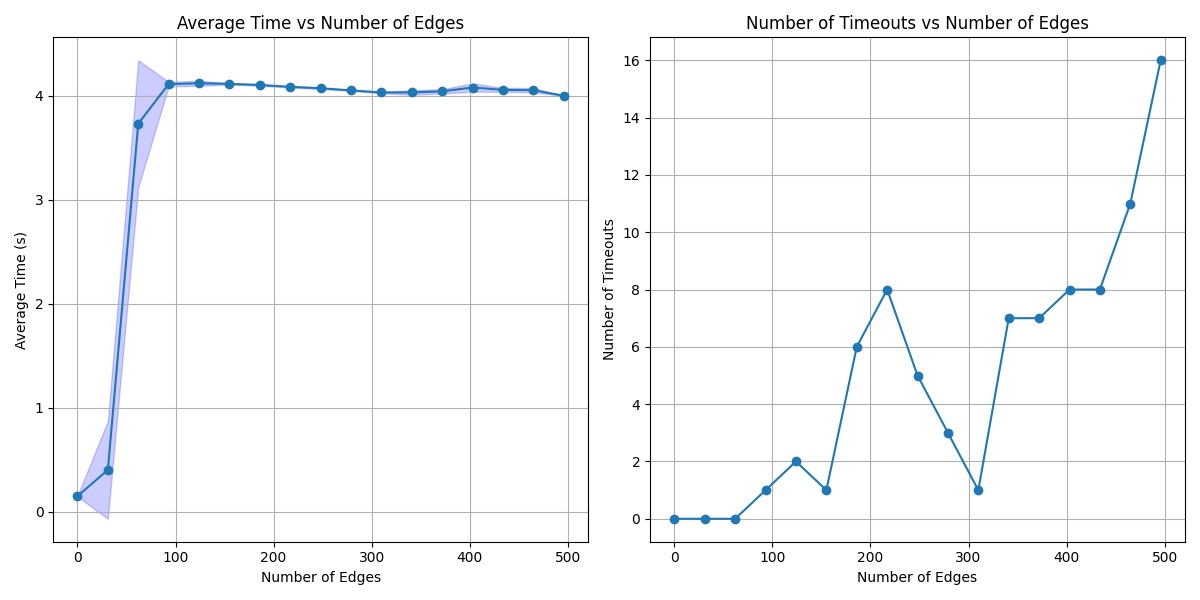 Average Time vs Number of Edges
Average Time (s)
4
3
2
1
0
0 100 200 300 400 500
Number of Edges
Number of Timeouts vs Number of Edges
Number of Timeouts
16
14
12
10
8
6
4
2
0
0 100 200 300 400 500
Number of Edges